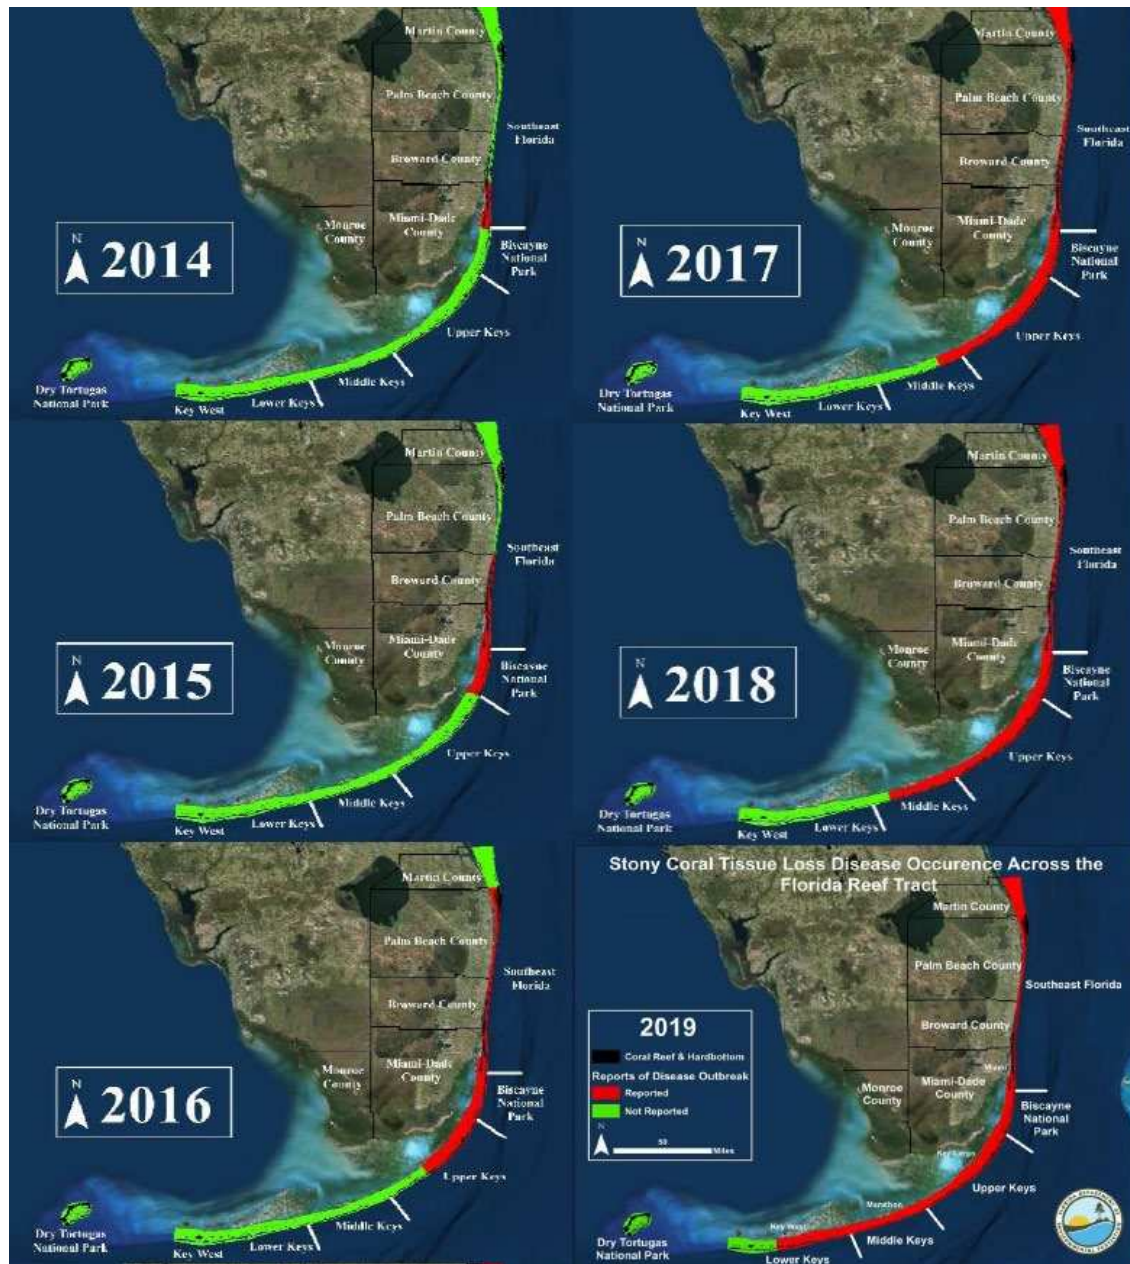 Martin County
Palm Beach County
Southeast
Florida
Broward County
Miami-Dade
County
Monroe
County
N
2014
Biscayne
National
Park
Upper Keys
Middle Keys
Lower Keys
Key West
Dry Tortugas
National Park
Martin County
Palm Beach County
Southeast
Florida
Broward County
Miami-Dade
County
Monroe
County
N
2017
Biscayne
National
Park
Upper Keys
Middle Keys
Lower Keys
Key West
Dry Tortugas
National Park
Martin County
Palm Beach County
Southeast
Florida
Broward County
Miami-Dade
County
Monroe
County
N
2015
Biscayne
National
Park
Upper Keys
Middle Keys
Lower Keys
Key West
Dry Tortugas
National Park
Martin County
Palm Beach County
Southeast
Florida
Broward County
Miami-Dade
County
Monroe
County
N
2018
Biscayne
National
Park
Upper Keys
Middle Keys
Lower Keys
Key West
Dry Tortugas
National Park
Martin County
Palm Beach County
Southeast
Florida
Broward County
Miami-Dade
County
Monroe
County
N
2016
Biscayne
National
Park
Upper Keys
Middle Keys
Lower Keys
Key West
Dry Tortugas
National Park
Stony Coral Tissue Loss Disease Occurence Across the
Florida Reef Tract
Martin County
Palm Beach County
Southeast Florida
Broward County
Miami
Miami-Dade
County
Monroe
County
2019
Coral Reef & Hardbottom
Reports of Disease Outbreak
Reported
Not Reported
N
50
Miles
Biscayne
National
Park
Key Largo
Upper Keys
Marathon
Middle Keys
Key West
Lower Keys
Dry Tortugas
National Park